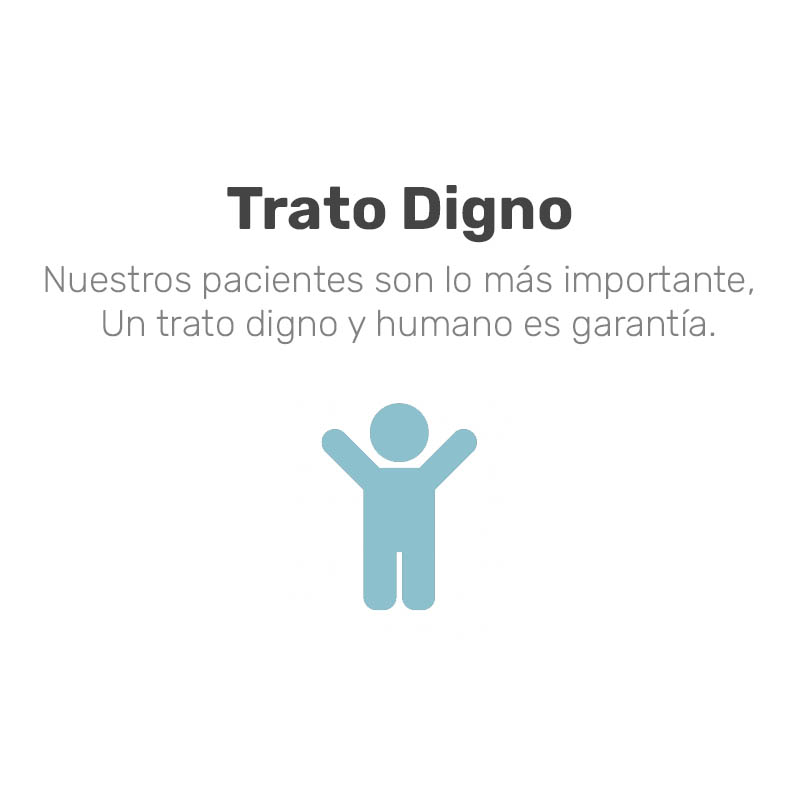 Trato Digno
Nuestros pacientes son lo más importante,
Un trato digno y humano es garantía.